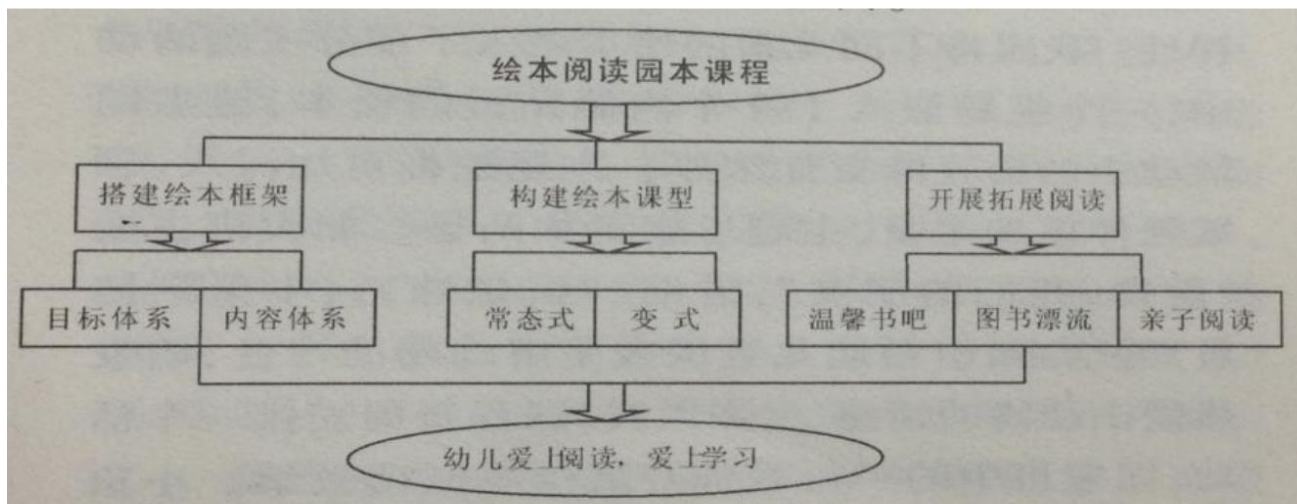 绘本阅读园本课程
搭建绘本框架 构建绘本课型 开展拓展阅读
目标体系 内容体系 常态式 变式 温馨书吧 图书漂流 亲子阅读
幼儿爱上阅读，爱上学习